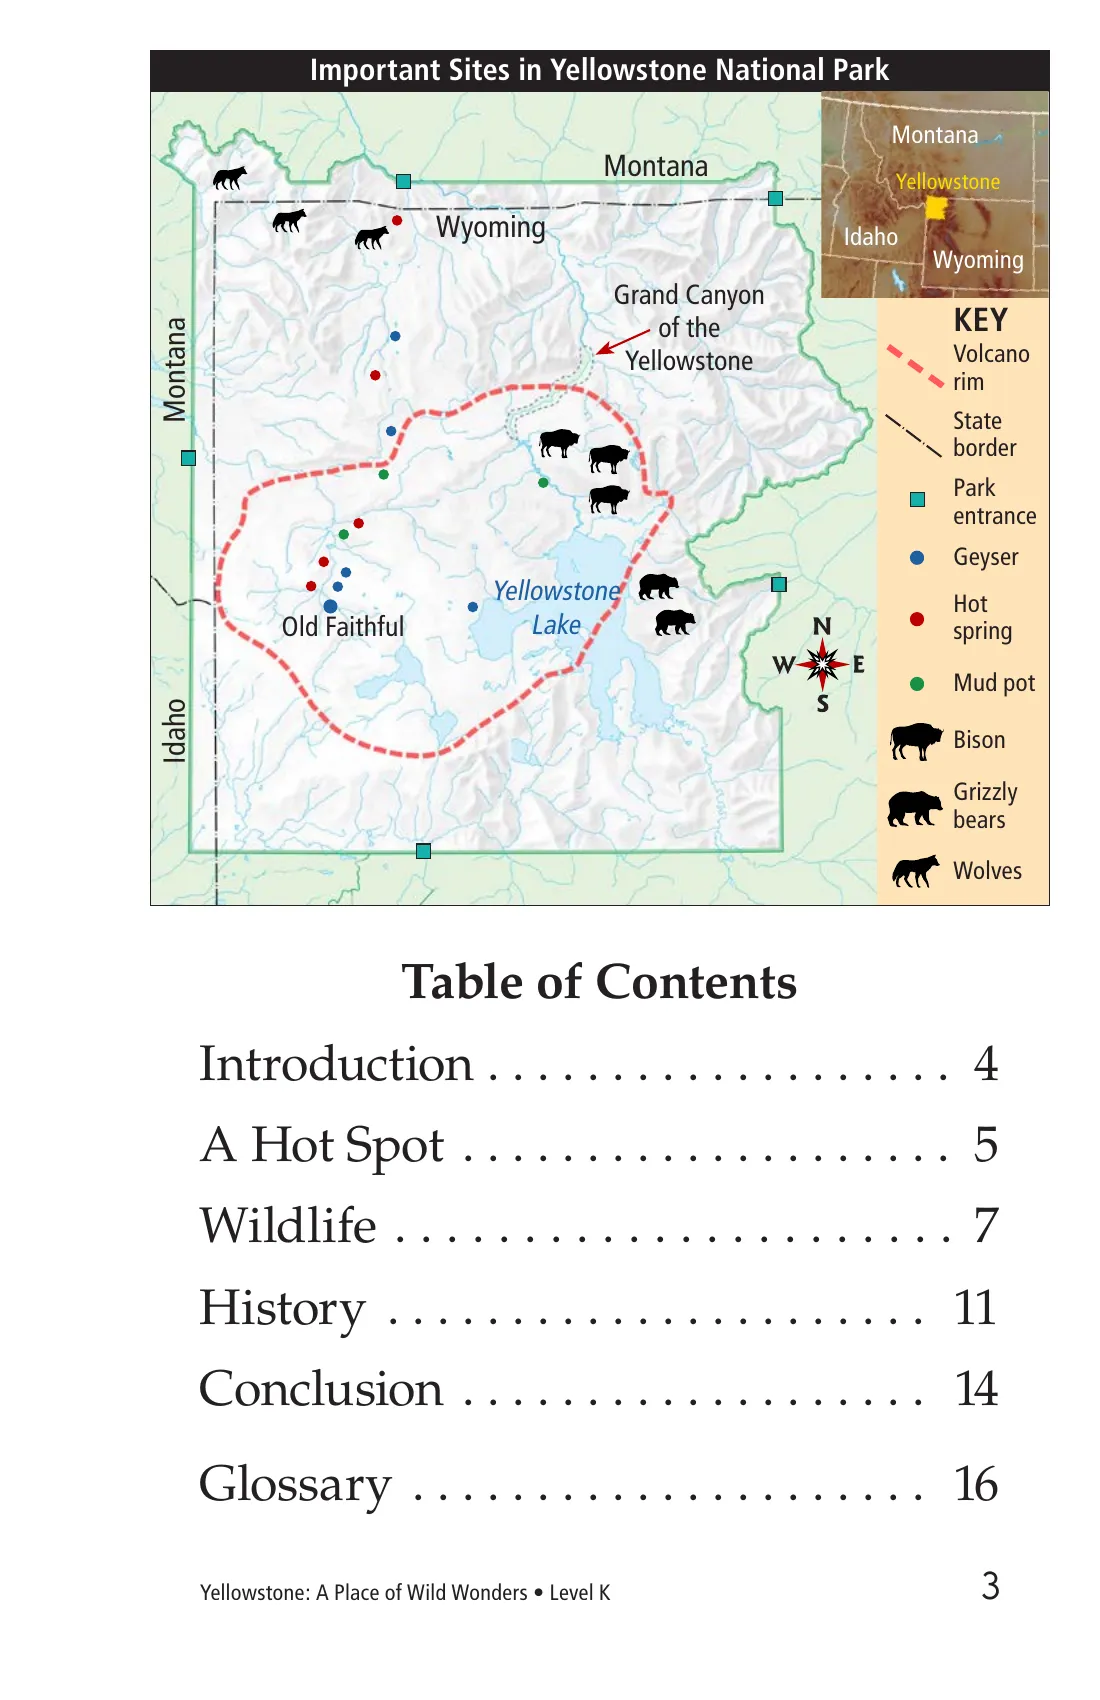 Important Sites in Yellowstone National Park
Montana
Wyoming
Montana
Idaho
Grand Canyon
of the
Yellowstone
Yellowstone
Lake
Old Faithful
N
W
E
S
Montana
Yellowstone
Idaho
Wyoming
KEY
Volcano
rim
State
border
Park
entrance
Geyser
Hot
spring
Mud pot
Bison
Grizzly
bears
Wolves
Table of Contents
Introduction . . . . . . . . . . . . . . . . . . . 4
A Hot Spot . . . . . . . . . . . . . . . . . . . . 5
Wildlife . . . . . . . . . . . . . . . . . . . . . . 7
History . . . . . . . . . . . . . . . . . . . . . . 11
Conclusion . . . . . . . . . . . . . . . . . . . 14
Glossary . . . . . . . . . . . . . . . . . . . . . 16
Yellowstone: A Place of Wild Wonders • Level K
3